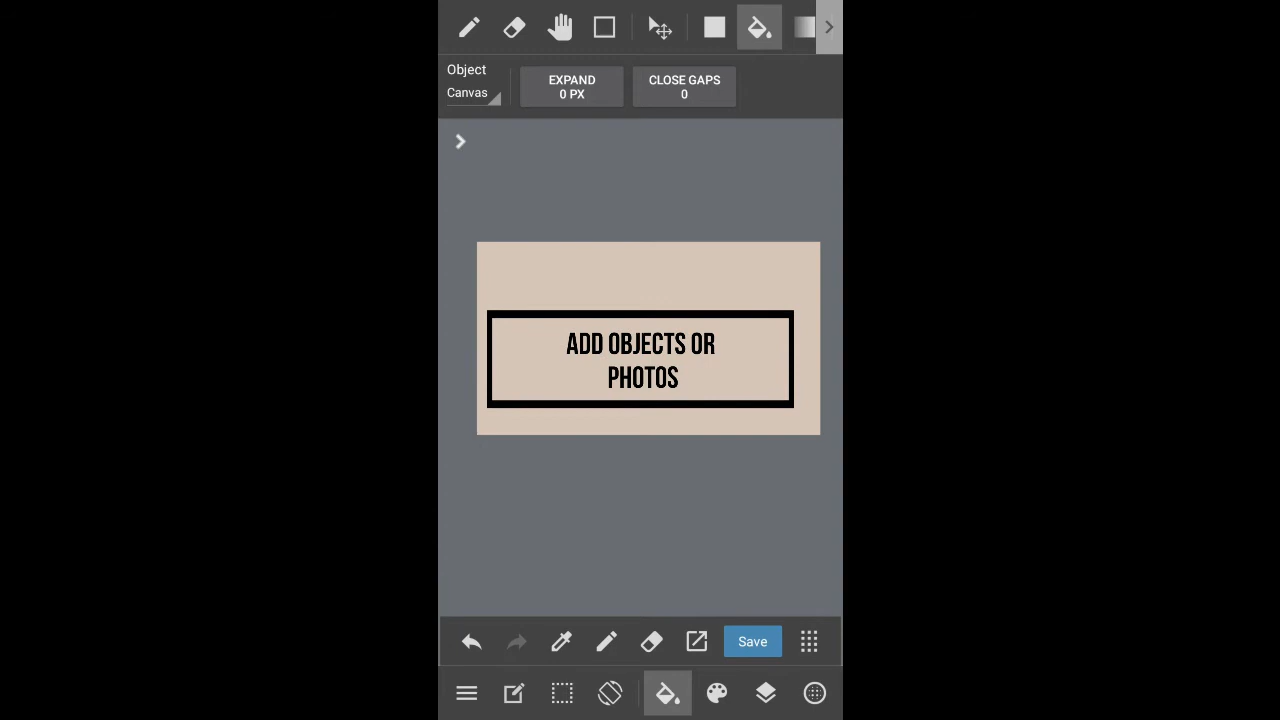 Object
Canvas
EXPAND
0 PX
CLOSE GAPS
0
ADD OBJECTS OR
PHOTOS
Save